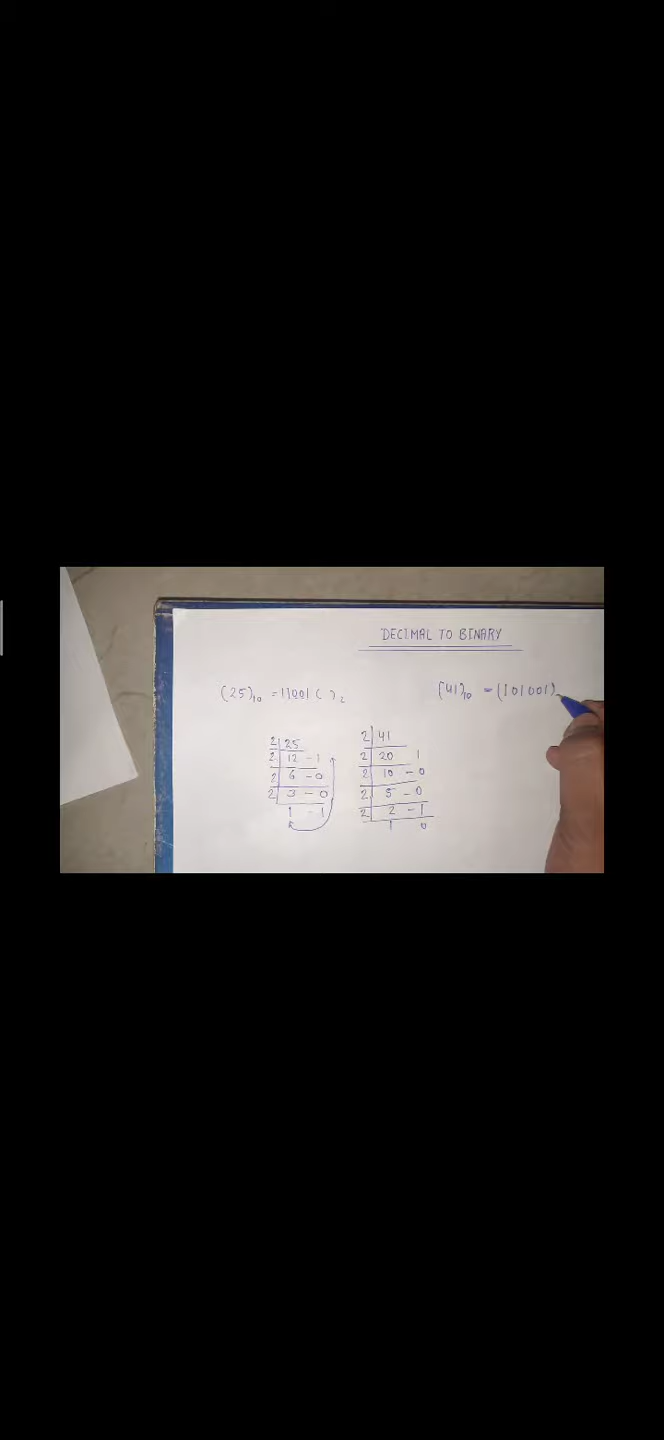 DECIMAL TO BINARY
(25)10 = 11001 ( )2
(41)10 = (101001)
2 25
2 12 - 1
2 6 - 0
2 3 - 0
1 - 1
2 41
2 20 1
2 10 - 0
2 5 - 0
2 2 - 1
1 0